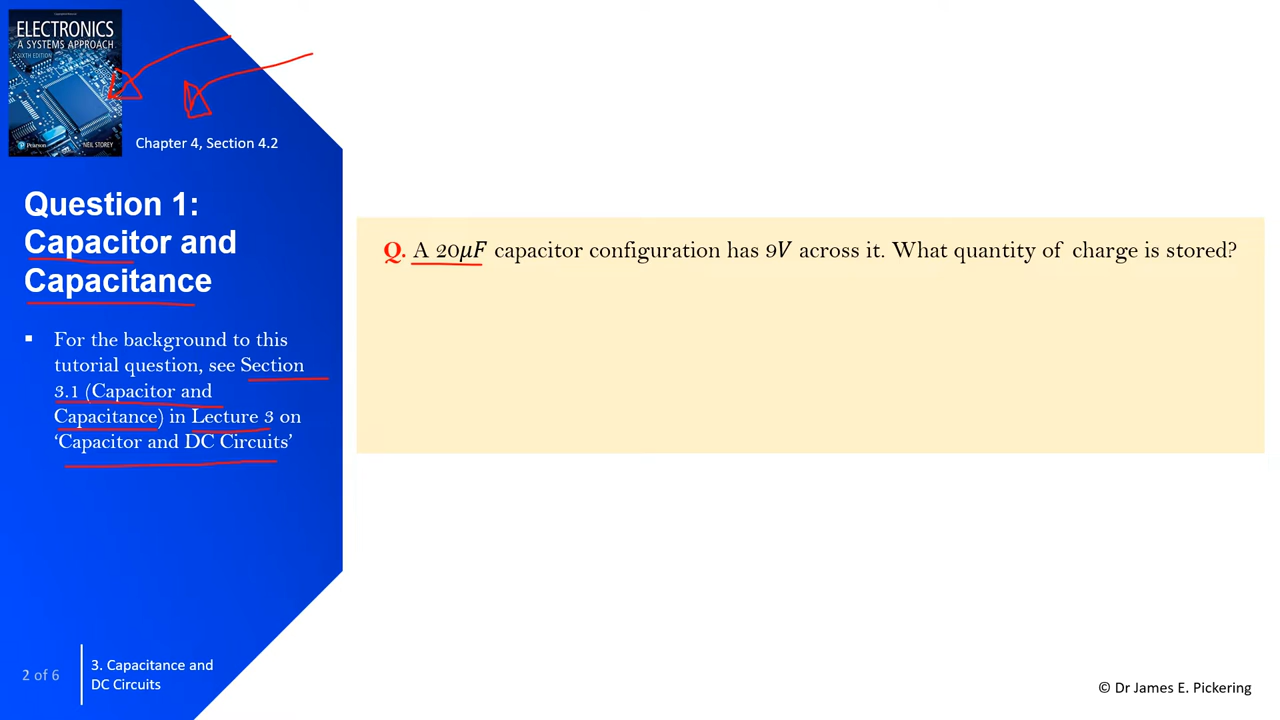 ELECTRONICS
A SYSTEMS APPROACH
SIXTH EDITION
Pearson
NEIL STOREY
Chapter 4, Section 4.2
Question 1:
Capacitor and
Capacitance
▪ For the background to this
tutorial question, see Section
3.1 (Capacitor and
Capacitance) in Lecture 3 on
‘Capacitor and DC Circuits’
Q. A 20μF capacitor configuration has 9V across it. What quantity of charge is stored?
2 of 6
3. Capacitance and
DC Circuits
© Dr James E. Pickering